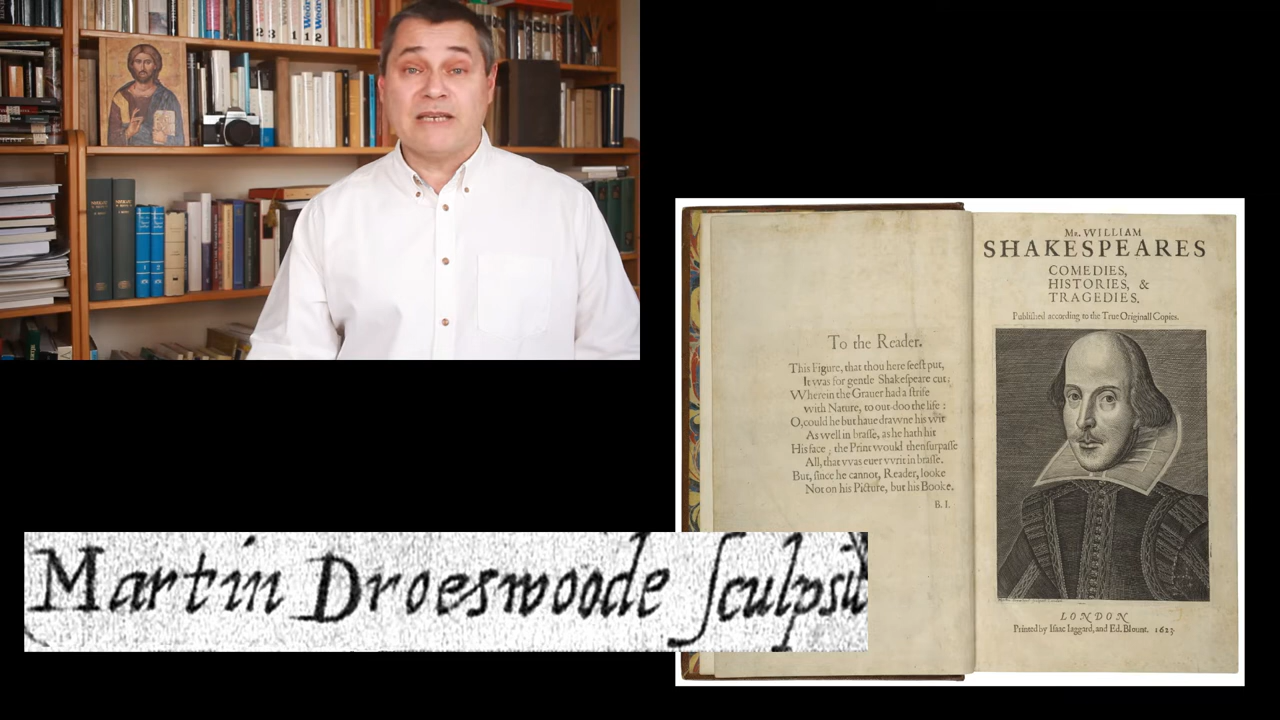 Mr. WILLIAM
SHAKESPEARES
COMEDIES,
HISTORIES, &
TRAGEDIES.
Publiſhed according to the True Originall Copies.
To the Reader.
This Figure, that thou here ſeeſt put,
It was for gentle Shakeſpeare cut;
Wherein the Grauer had a ſtrife
with Nature, to out-doo the life :
O, could he but haue drawne his wit
As well in braſſe, as he hath hit
His face ; the Print would then ſurpaſſe
All, that vvas euer vvrit in braſſe.
But, ſince he cannot, Reader, looke
Not on his Picture, but his Booke.
B. I.
Martin Droeswoode ſculpsit
LONDON
Printed by Iſaac Iaggard, and Ed. Blount. 1623